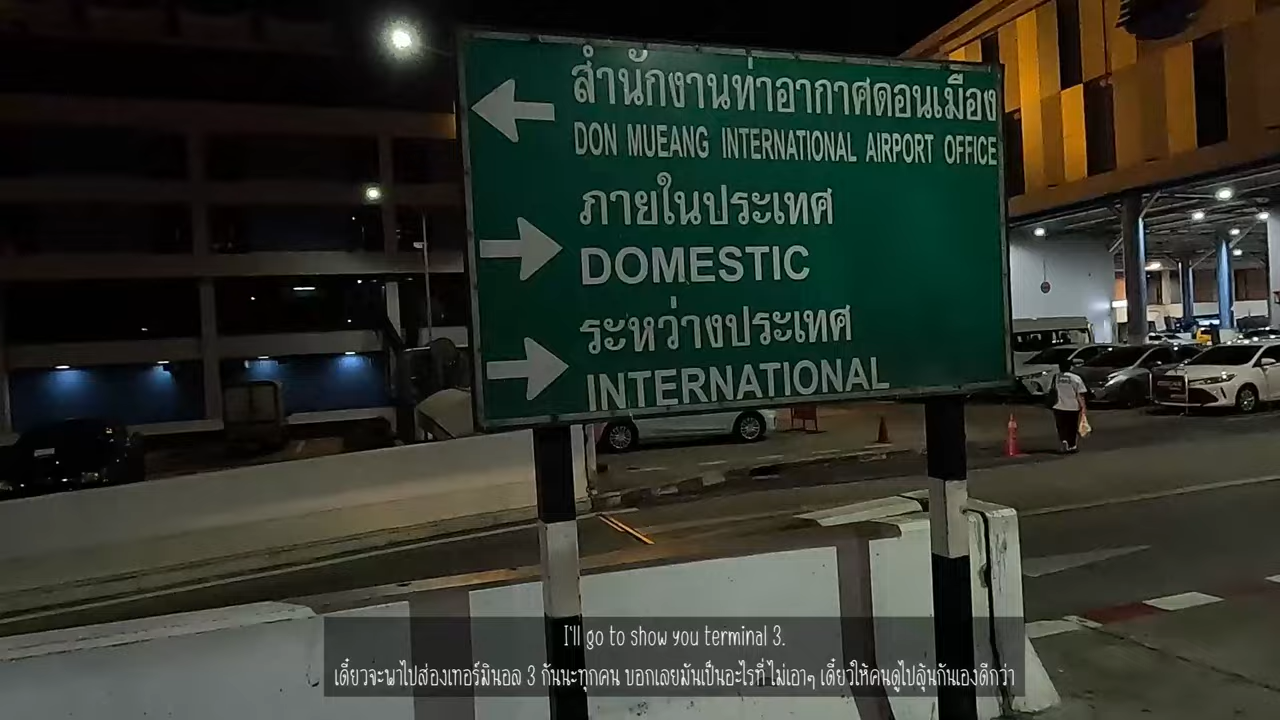 สำนักงานท่าอากาศดอนเมือง
DON MUEANG INTERNATIONAL AIRPORT OFFICE
ภายในประเทศ
DOMESTIC
ระหว่างประเทศ
INTERNATIONAL
I'll go to show you terminal 3.
เดี๋ยวจะพาไปส่องเทอร์มินอล 3 กันนะทุกคน บอกเลยมันเป็นอะไรที่ ไม่เอาๆ เดี๋ยวให้คนดูไปลุ้นกันเองดีกว่า